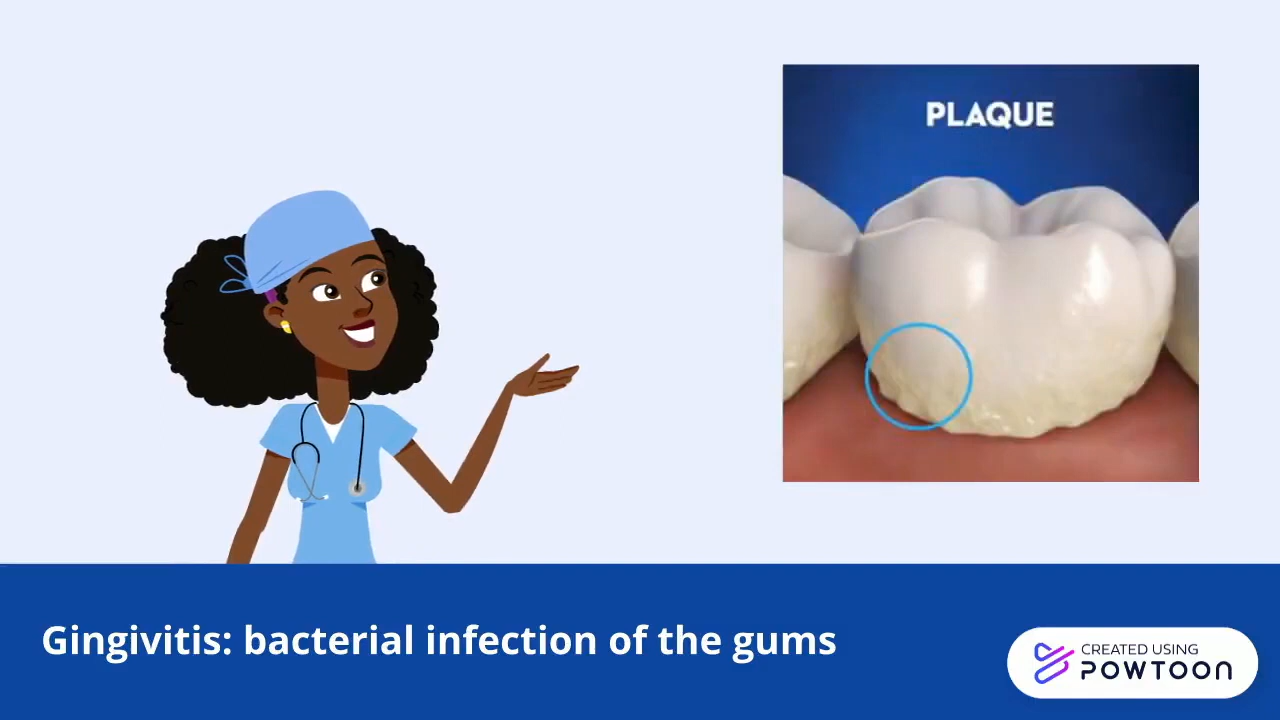 PLAQUE
Gingivitis: bacterial infection of the gums
CREATED USING
POWTOON